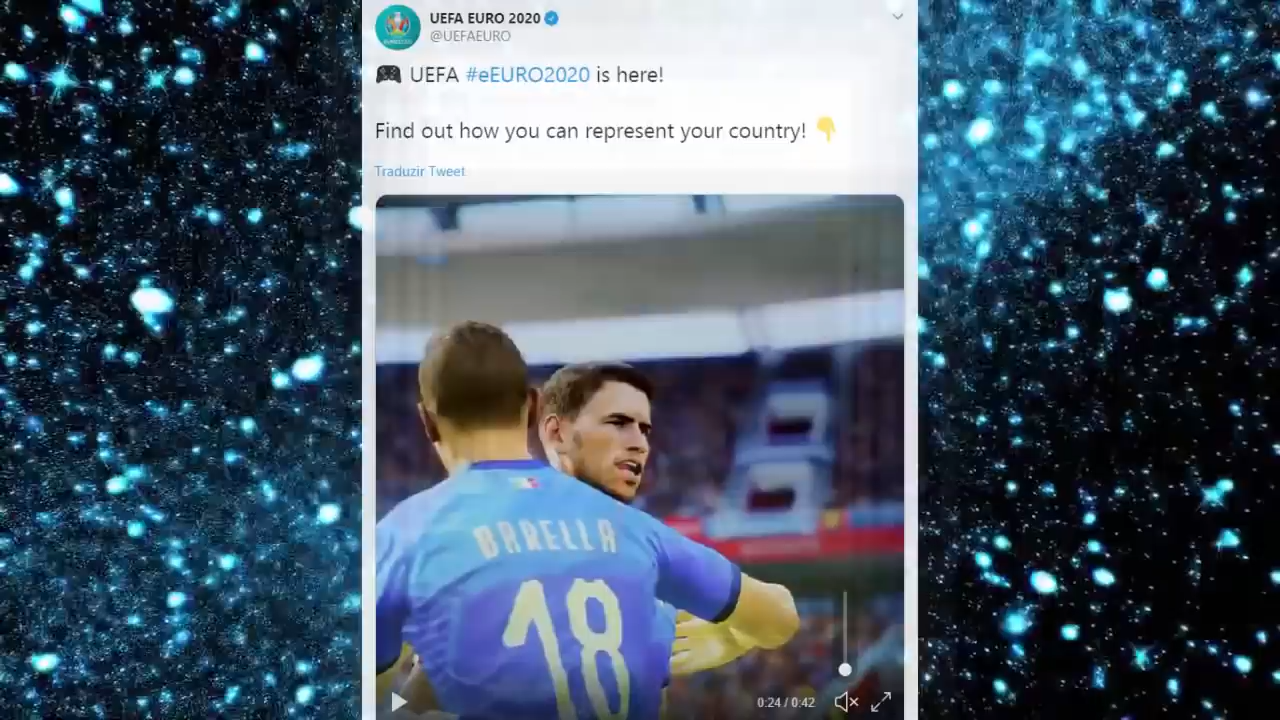 UEFA EURO 2020
@UEFAEURO
UEFA #eEURO2020 is here!
Find out how you can represent your country!
Traduzir Tweet
BARELLA
18
0:24 / 0:42